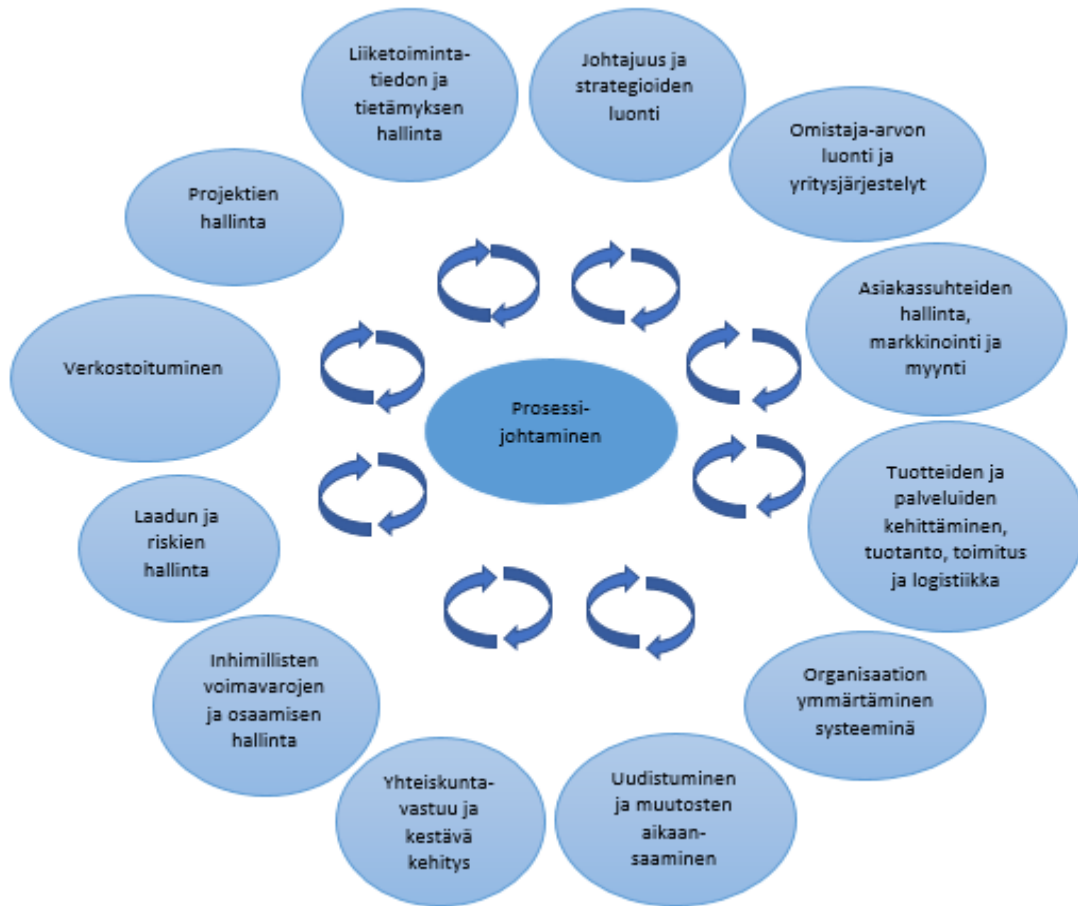 Liiketoiminta-
tiedon ja
tietämyksen
hallinta
Johtajuus ja
strategioiden
luonti
Omistaja-arvon
luonti ja
yritysjärjestelyt
Asiakassuhteiden
hallinta,
markkinointi ja
myynti
Tuotteiden ja
palveluiden
kehittäminen,
tuotanto, toimitus
ja logistiikka
Organisaation
ymmärtäminen
systeeminä
Uudistuminen
ja muutosten
aikaan-
saaminen
Yhteiskunta-
vastuu ja
kestävä
kehitys
Inhimillisten
voimavarojen
ja osaamisen
hallinta
Laadun ja
riskien
hallinta
Verkostoituminen
Projektien
hallinta
Prosessi-
johtaminen